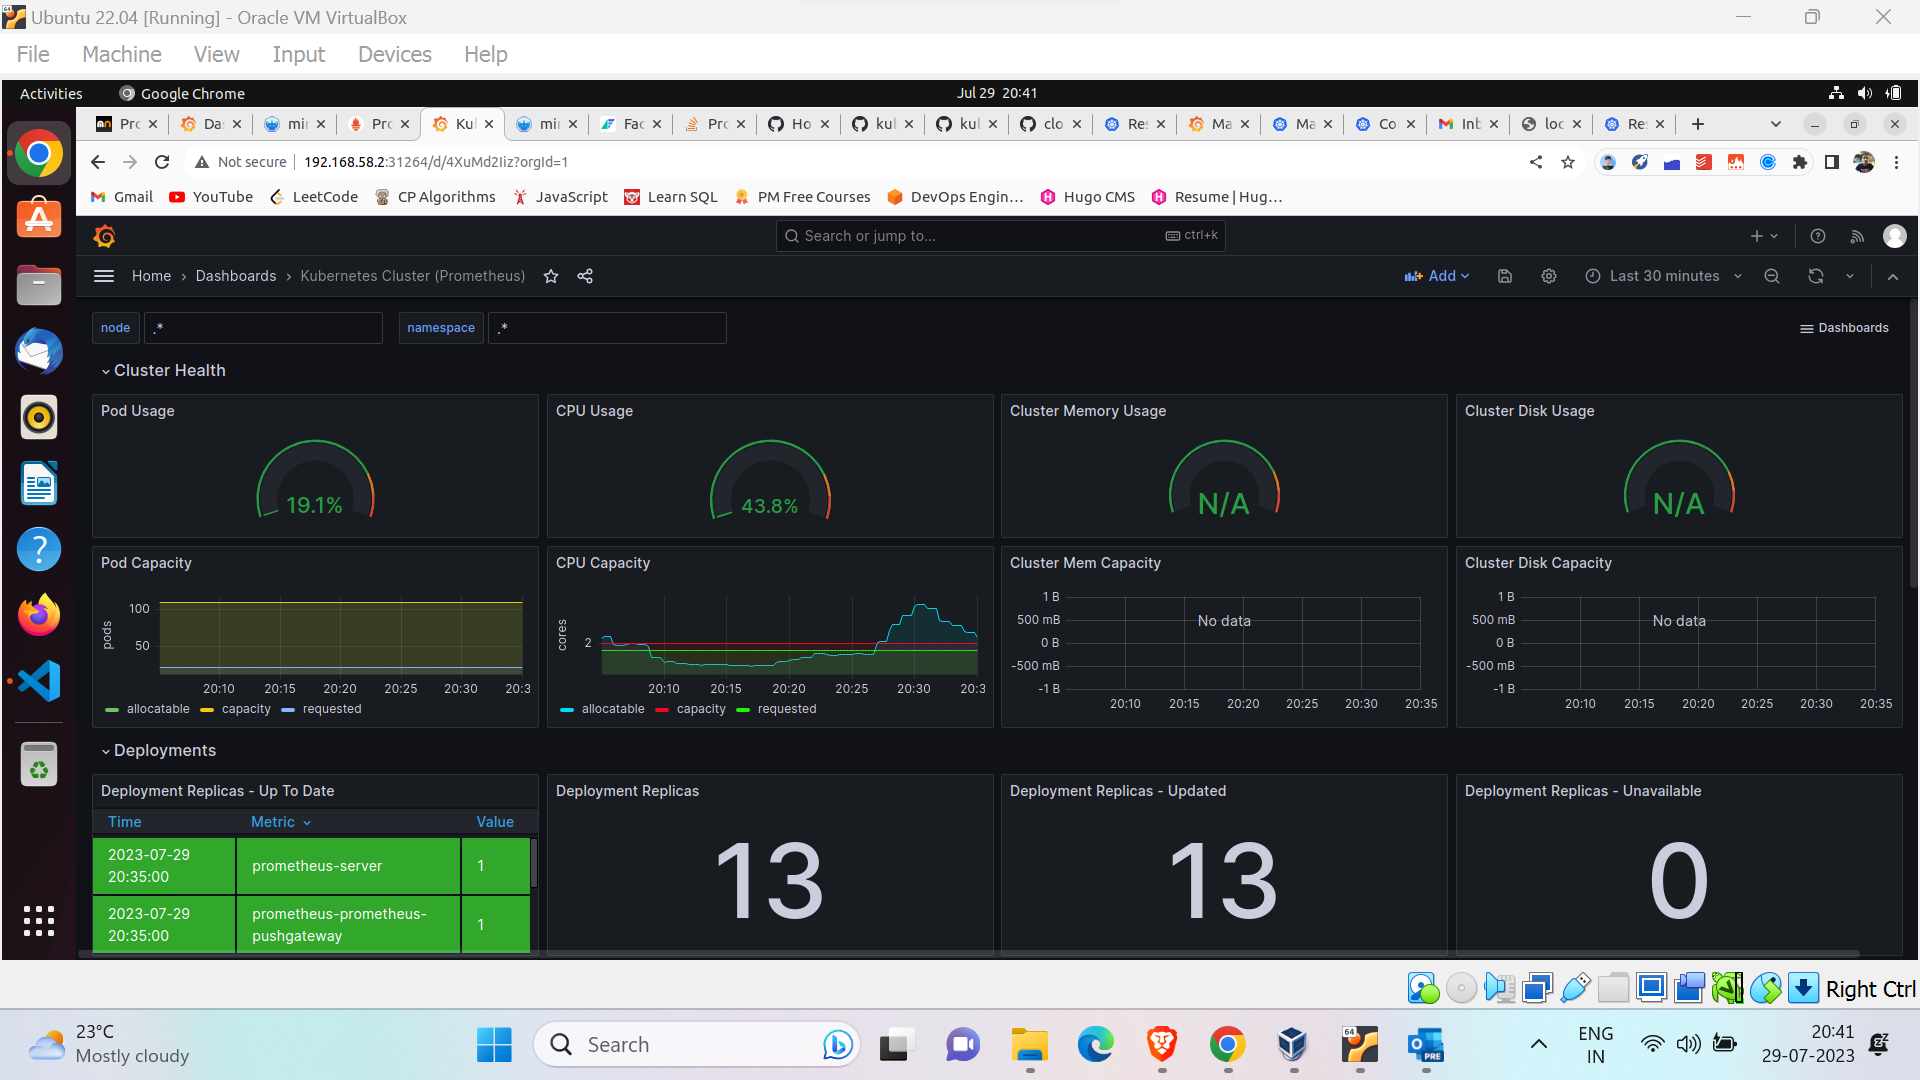 Ubuntu 22.04 [Running] - Oracle VM VirtualBox
File Machine View Input Devices Help
Activities Google Chrome Jul 29 20:41
Pro Da Ku Pro Fac Pro Ho kul kul clo Re Ma Ma Co Inb loc Re
Not secure 192.168.58.2:31264/d/4XuMd2Iiz?orgId=1
Gmail YouTube LeetCode CP Algorithms JavaScript Learn SQL PM Free Courses DevOps Engin... Hugo CMS Resume | Hug...
Search or jump to... ctrl+k
Home › Dashboards › Kubernetes Cluster (Prometheus) Add Last 30 minutes
node .* namespace .* Dashboards
Cluster Health
Pod Usage CPU Usage Cluster Memory Usage Cluster Disk Usage
19.1% 43.8% N/A N/A
Pod Capacity CPU Capacity Cluster Mem Capacity Cluster Disk Capacity
pods
100
50
20:10 20:15 20:20 20:25 20:30 20:3
allocatable capacity requested
cores
2
20:10 20:15 20:20 20:25 20:30 20:3
allocatable capacity requested
1 B
500 mB
0 B
-500 mB
-1 B
No data
20:10 20:15 20:20 20:25 20:30 20:35
1 B
500 mB
0 B
-500 mB
-1 B
No data
20:10 20:15 20:20 20:25 20:30 20:35
Deployments
Deployment Replicas - Up To Date Deployment Replicas Deployment Replicas - Updated Deployment Replicas - Unavailable
Time Metric Value
2023-07-29 20:35:00 prometheus-server 1
2023-07-29 20:35:00 prometheus-prometheus-pushgateway 1
13 13 0
Right Ctrl
23°C
Mostly cloudy
Search
64
PRE
ENG
IN
20:41
29-07-2023